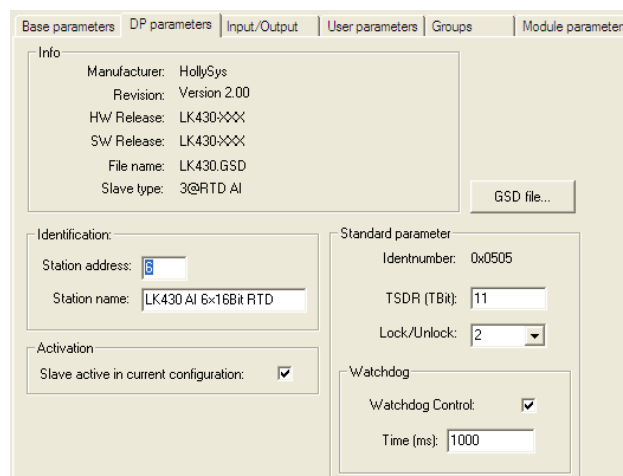 Base parameters DP parameters Input/Output User parameters Groups Module parameter
Info
Manufacturer: HollySys
Revision: Version 2.00
HW Release: LK430-XXX
SW Release: LK430-XXX
File name: LK430.GSD
Slave type: 3@RTD AI
GSD file...
Identification:
Station address: 6
Station name: LK430 AI 6×16Bit RTD
Activation
Slave active in current configuration:
Standard parameter
Identnumber: 0x0505
TSDR (TBit): 11
Lock/Unlock: 2
Watchdog
Watchdog Control:
Time (ms): 1000